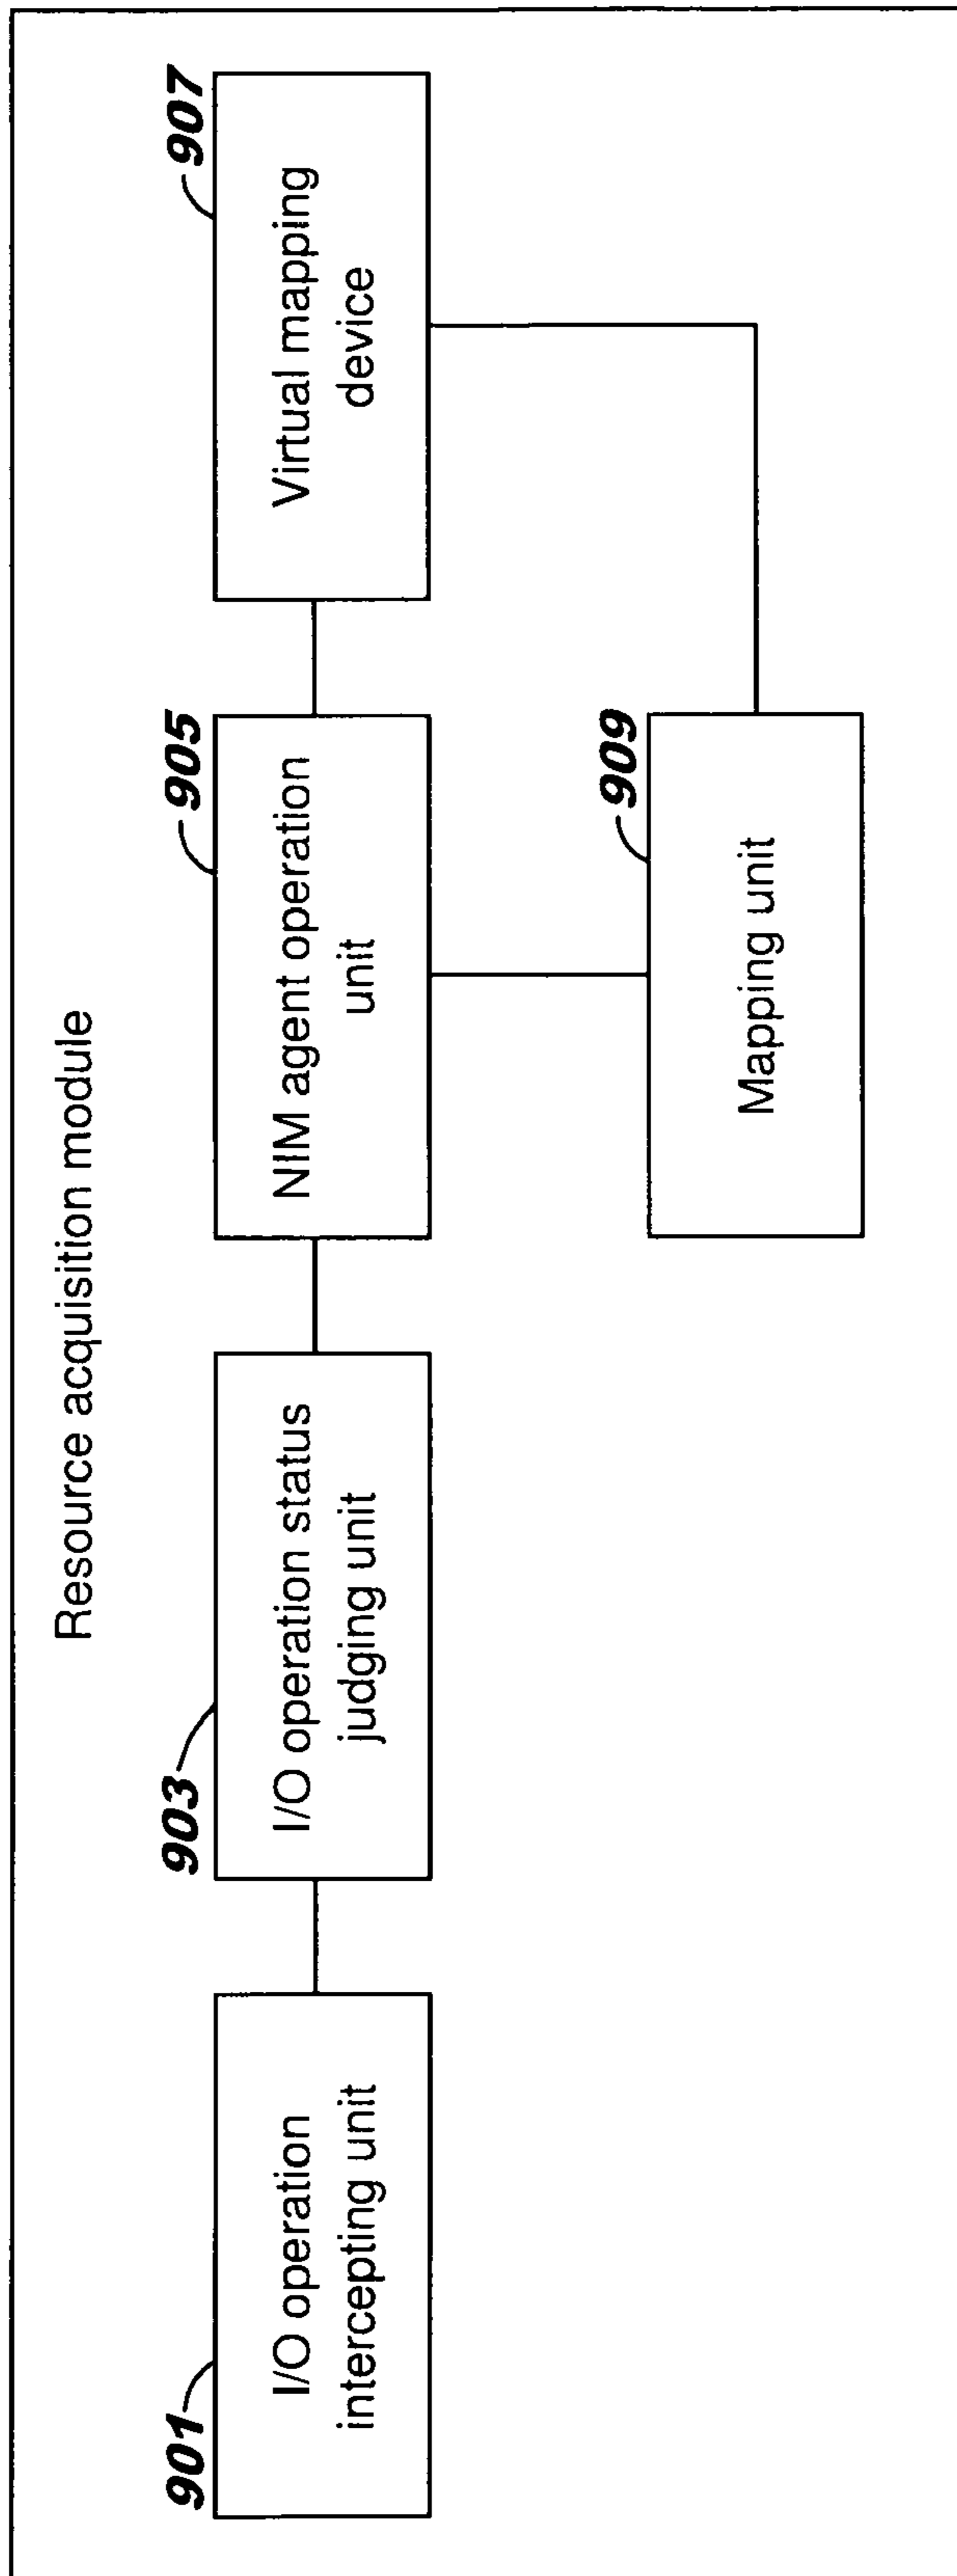 Resource acquisition module
901
I/O operation
intercepting unit
903
I/O operation status
judging unit
905
NIM agent operation
unit
907
Virtual mapping
device
909
Mapping unit